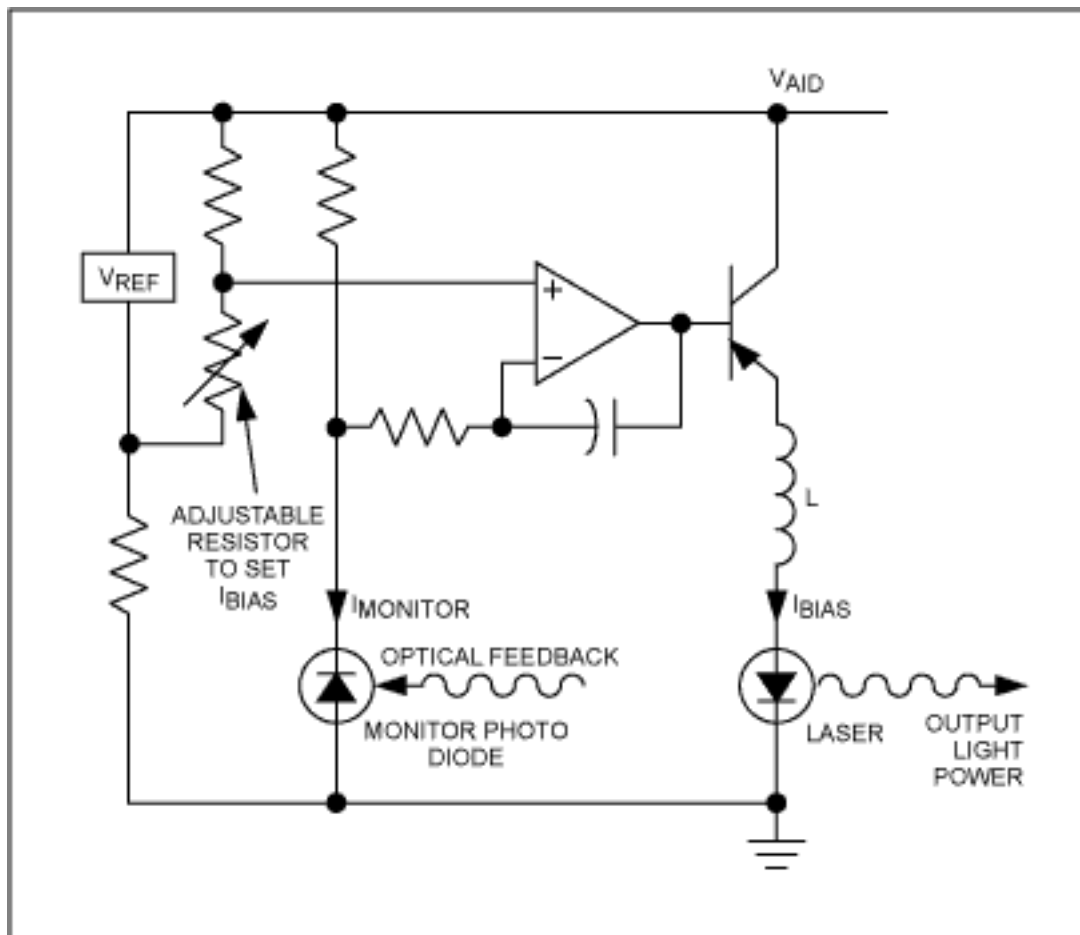 VAID
VREF
+
−
ADJUSTABLE
RESISTOR
TO SET
IBIAS
L
IMONITOR
IBIAS
OPTICAL FEEDBACK
MONITOR PHOTO
DIODE
LASER
OUTPUT
LIGHT
POWER